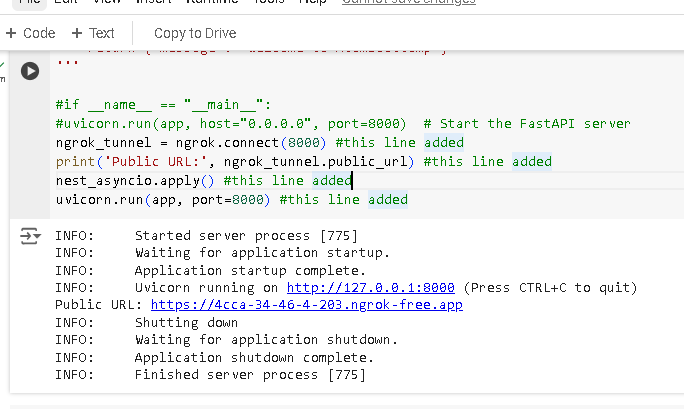 File Edit View Insert Runtime Tools Help Cannot save changes
+ Code + Text Copy to Drive
'''
#if __name__ == "__main__":
#uvicorn.run(app, host="0.0.0.0", port=8000)  # Start the FastAPI server
ngrok_tunnel = ngrok.connect(8000) #this line added
print('Public URL:', ngrok_tunnel.public_url) #this line added
nest_asyncio.apply() #this line added
uvicorn.run(app, port=8000) #this line added
INFO:     Started server process [775]
INFO:     Waiting for application startup.
INFO:     Application startup complete.
INFO:     Uvicorn running on http://127.0.0.1:8000 (Press CTRL+C to quit)
Public URL: https://4cca-34-46-4-203.ngrok-free.app
INFO:     Shutting down
INFO:     Waiting for application shutdown.
INFO:     Application shutdown complete.
INFO:     Finished server process [775]